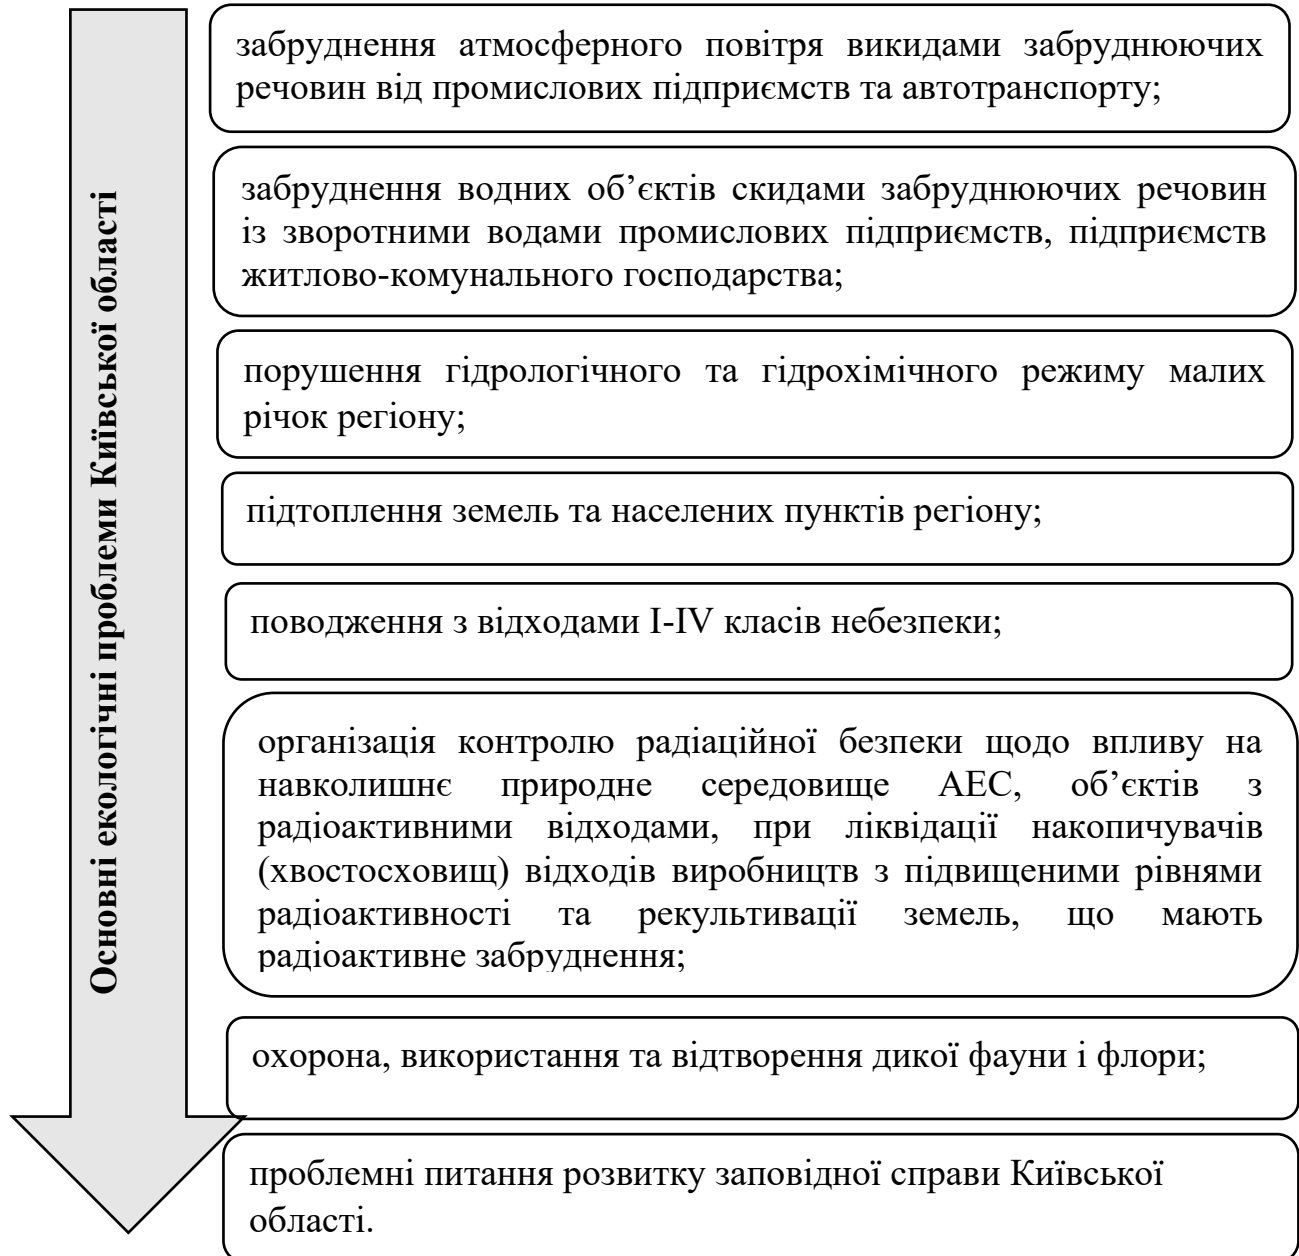 Основні екологічні проблеми Київської області
забруднення атмосферного повітря викидами забруднюючих
речовин від промислових підприємств та автотранспорту;
забруднення водних об’єктів скидами забруднюючих речовин
із зворотними водами промислових підприємств, підприємств
житлово-комунального господарства;
порушення гідрологічного та гідрохімічного режиму малих
річок регіону;
підтоплення земель та населених пунктів регіону;
поводження з відходами І-ІV класів небезпеки;
організація контролю радіаційної безпеки щодо впливу на
навколишнє природне середовище АЕС, об’єктів з
радіоактивними відходами, при ліквідації накопичувачів
(хвостосховищ) відходів виробництв з підвищеними рівнями
радіоактивності та рекультивації земель, що мають
радіоактивне забруднення;
охорона, використання та відтворення дикої фауни і флори;
проблемні питання розвитку заповідної справи Київської
області.